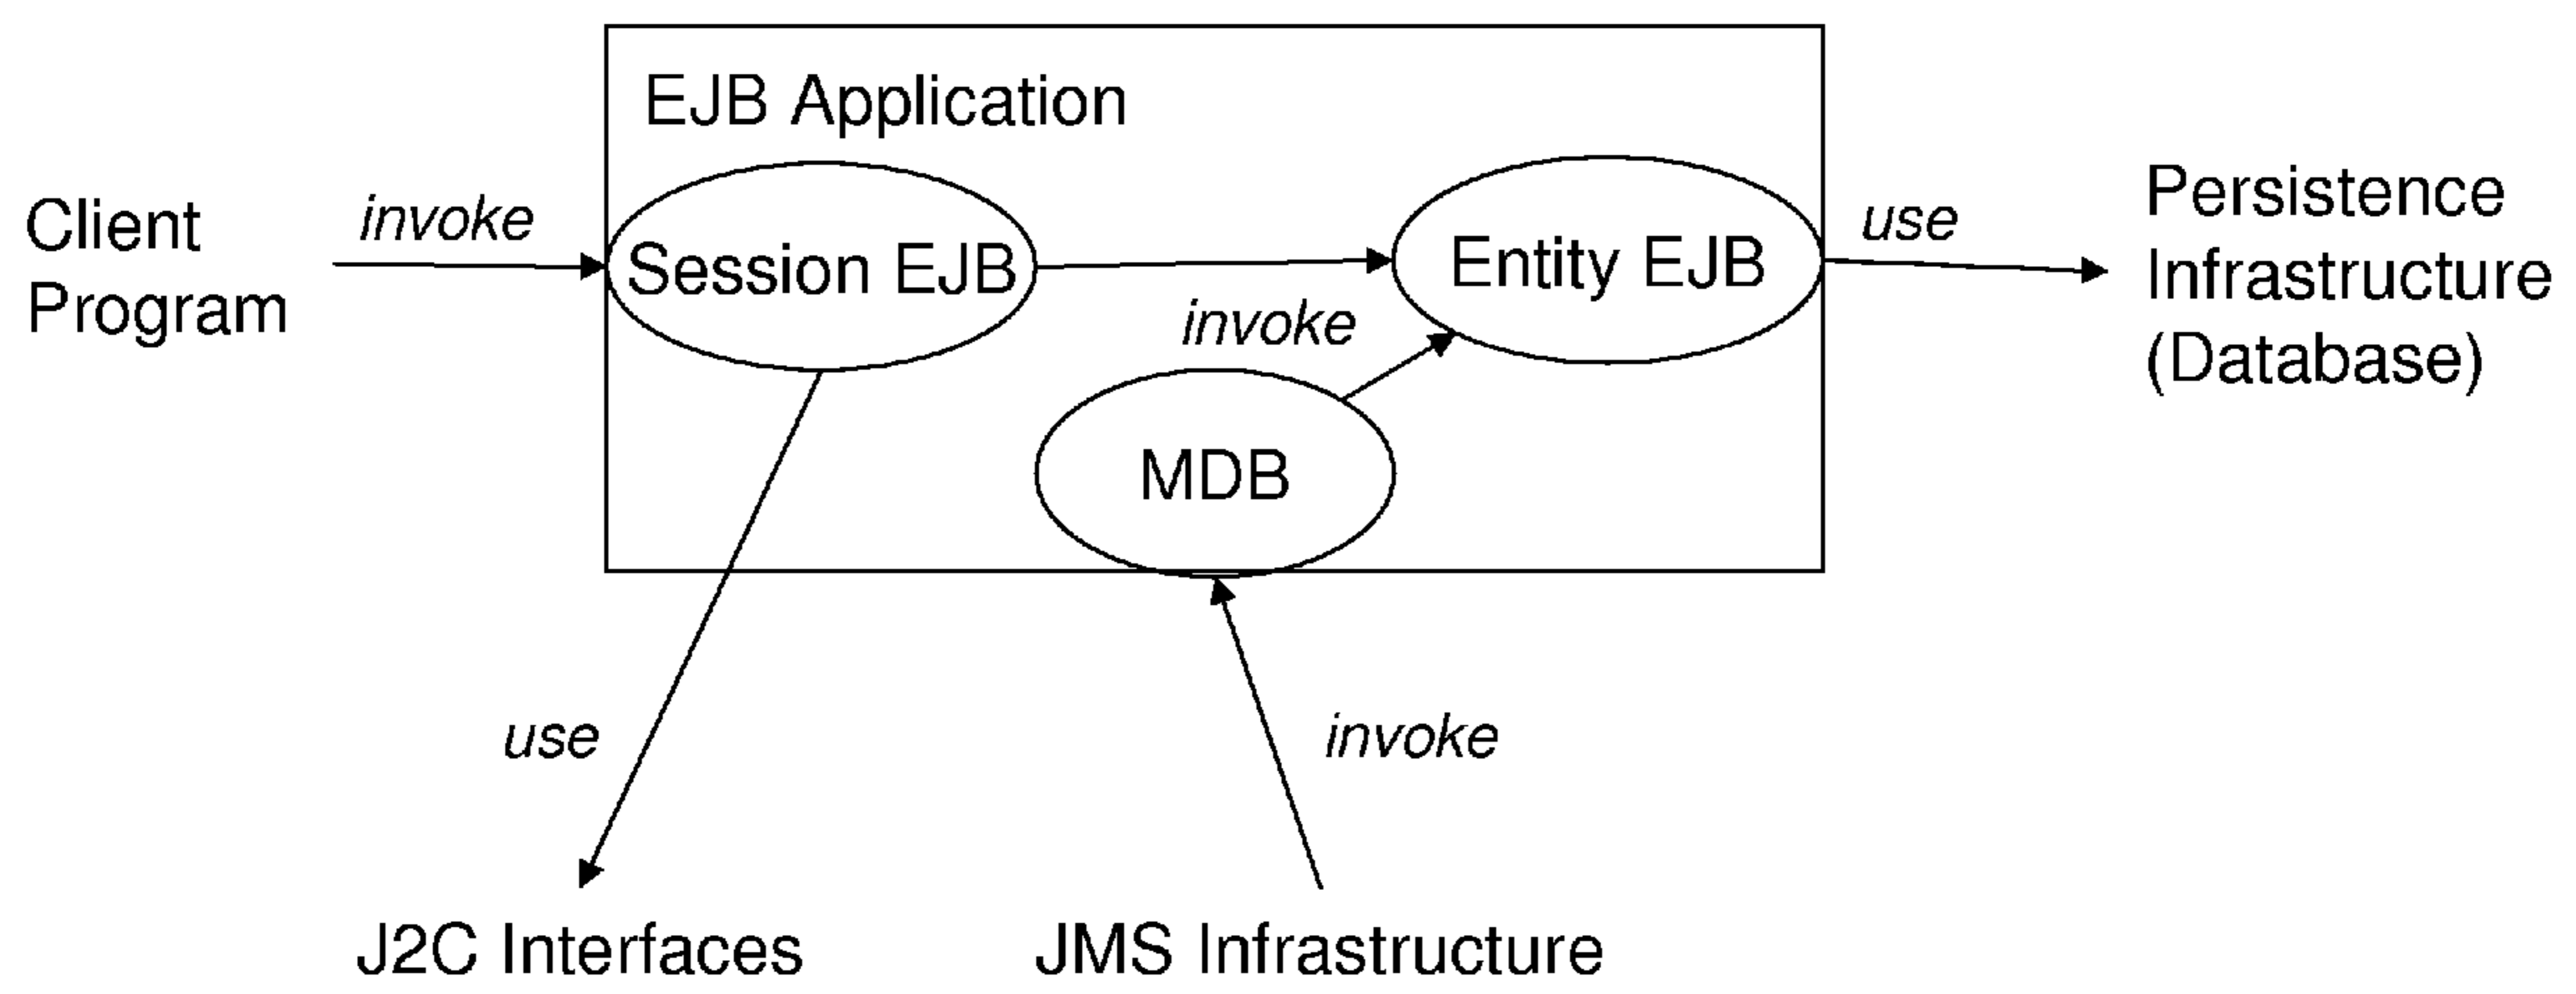 EJB Application
Client
Program
invoke
Session EJB
Entity EJB
use
Persistence
Infrastructure
(Database)
invoke
MDB
use
invoke
J2C Interfaces
JMS Infrastructure